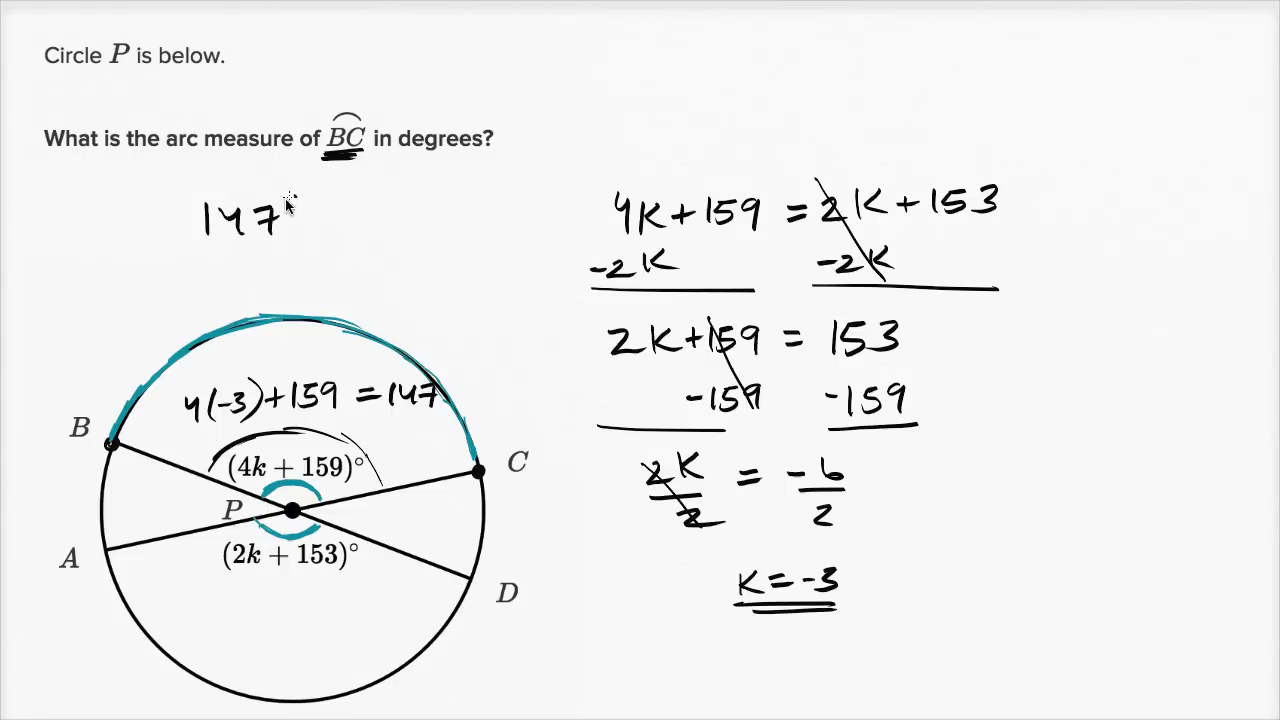 Circle P is below.
What is the arc measure of BC in degrees?
147°
4K+159 = 2K+153
-2K -2K
2K+159 = 153
-159 -159
2K/2 = -6/2
K=-3
4(-3)+159 =147
B
(4k + 159)°
C
P
A
(2k + 153)°
D